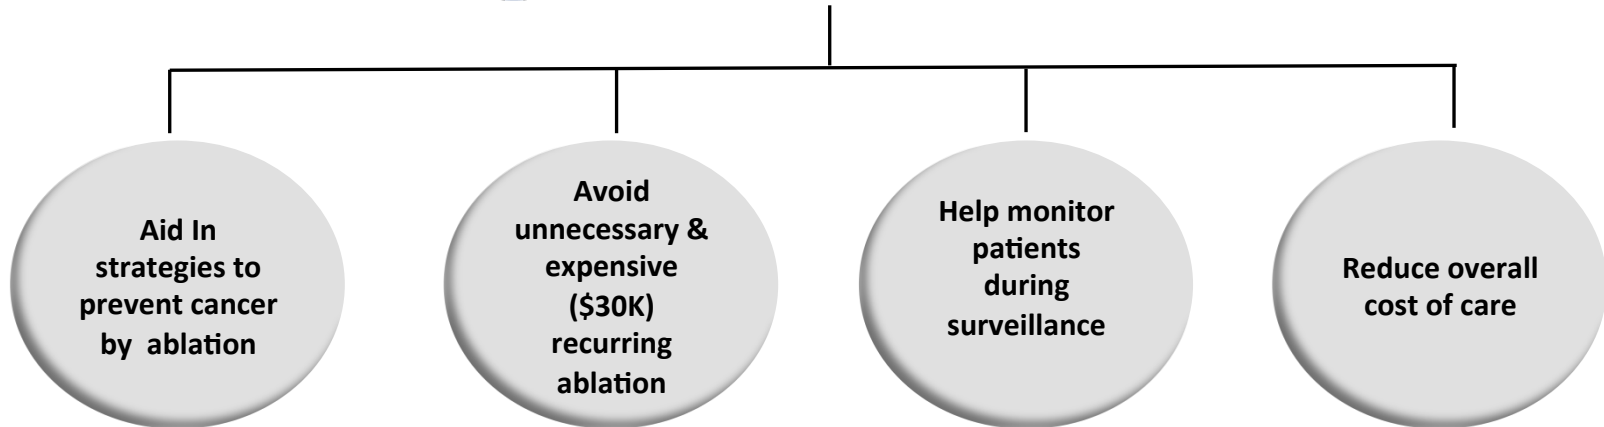 Aid In
strategies to
prevent cancer
by ablation
Avoid
unnecessary &
expensive
($30K)
recurring
ablation
Help monitor
patients
during
surveillance
Reduce overall
cost of care